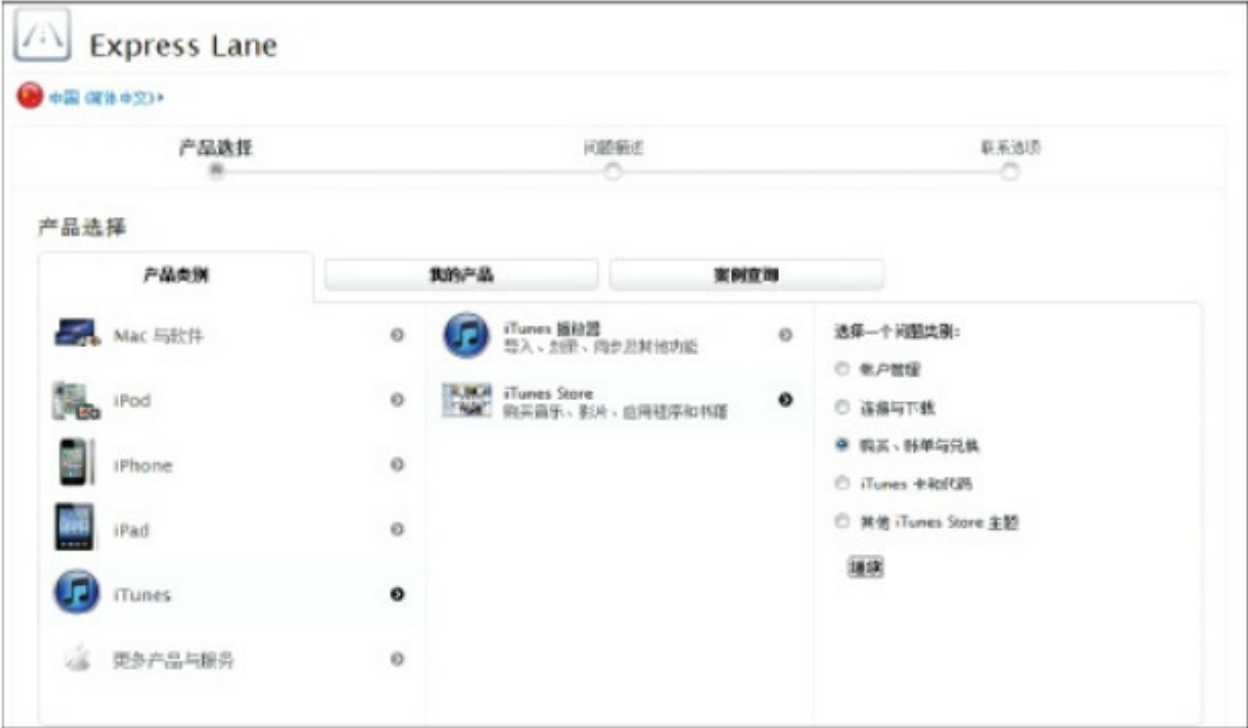 Express Lane
中国 (简体中文)
产品选择
问题描述
联系选项
产品选择
产品类别
我的产品
案例查询
Mac 与软件
iPod
iPhone
iPad
iTunes
更多产品与服务
iTunes 播放器
导入、刻录、同步及其他功能
iTunes Store
购买音乐、影片、应用程序和书籍
选择一个问题类别:
帐户管理
连接与下载
购买、帐单与兑换
iTunes 卡和代码
其他 iTunes Store 主题
继续